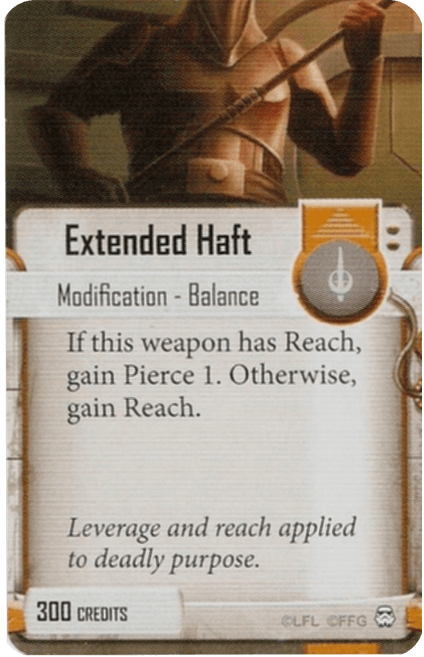 Extended Haft
Modification - Balance
If this weapon has Reach,
gain Pierce 1. Otherwise,
gain Reach.
Leverage and reach applied
to deadly purpose.
300 CREDITS
©LFL ©FFG